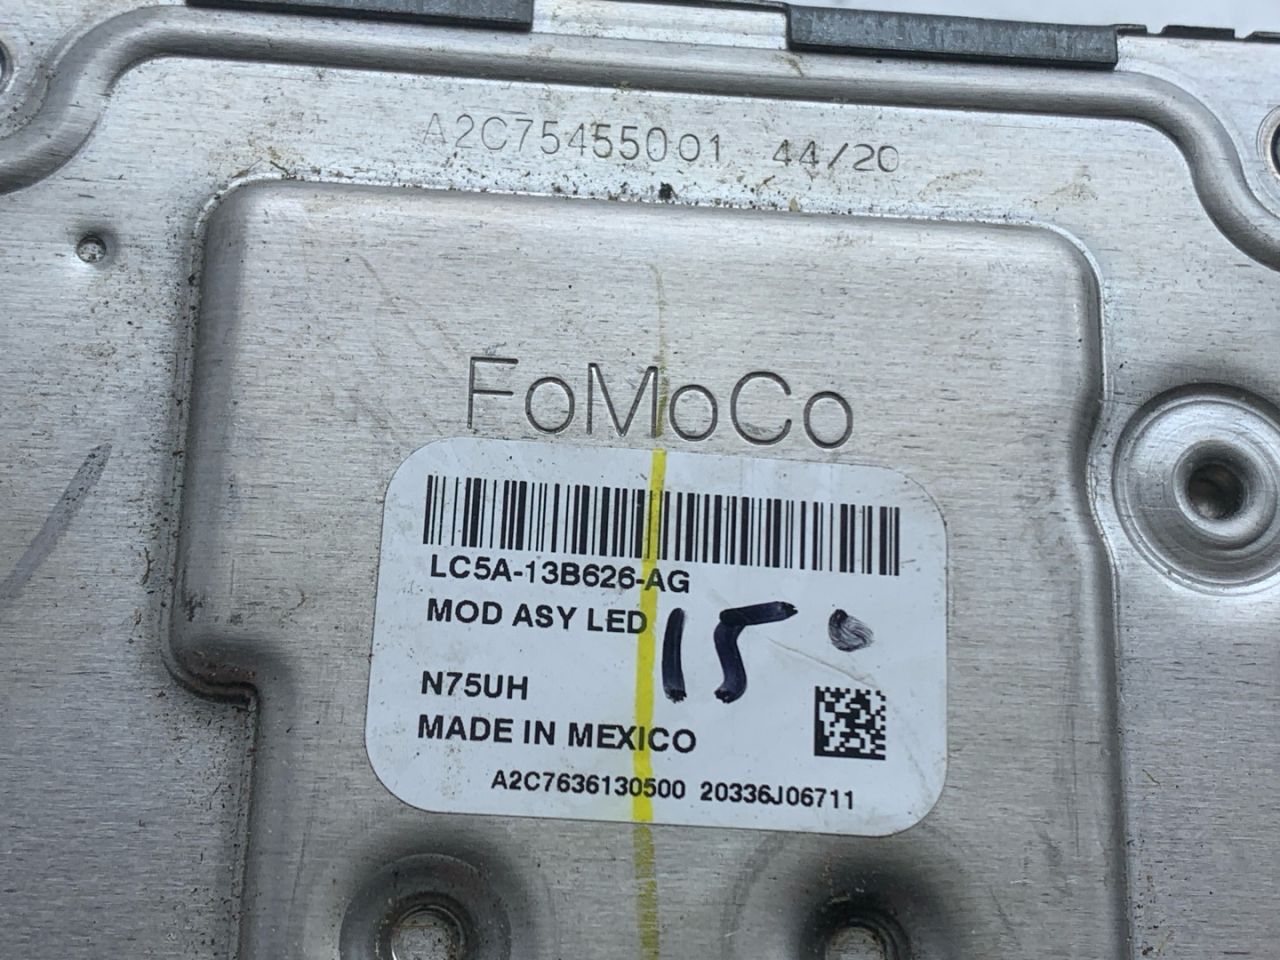 A2C75455001 44/20
FoMoCo
LC5A-13B626-AG
MOD ASY LED
15
N75UH
MADE IN MEXICO
A2C7636130500 20336J06711